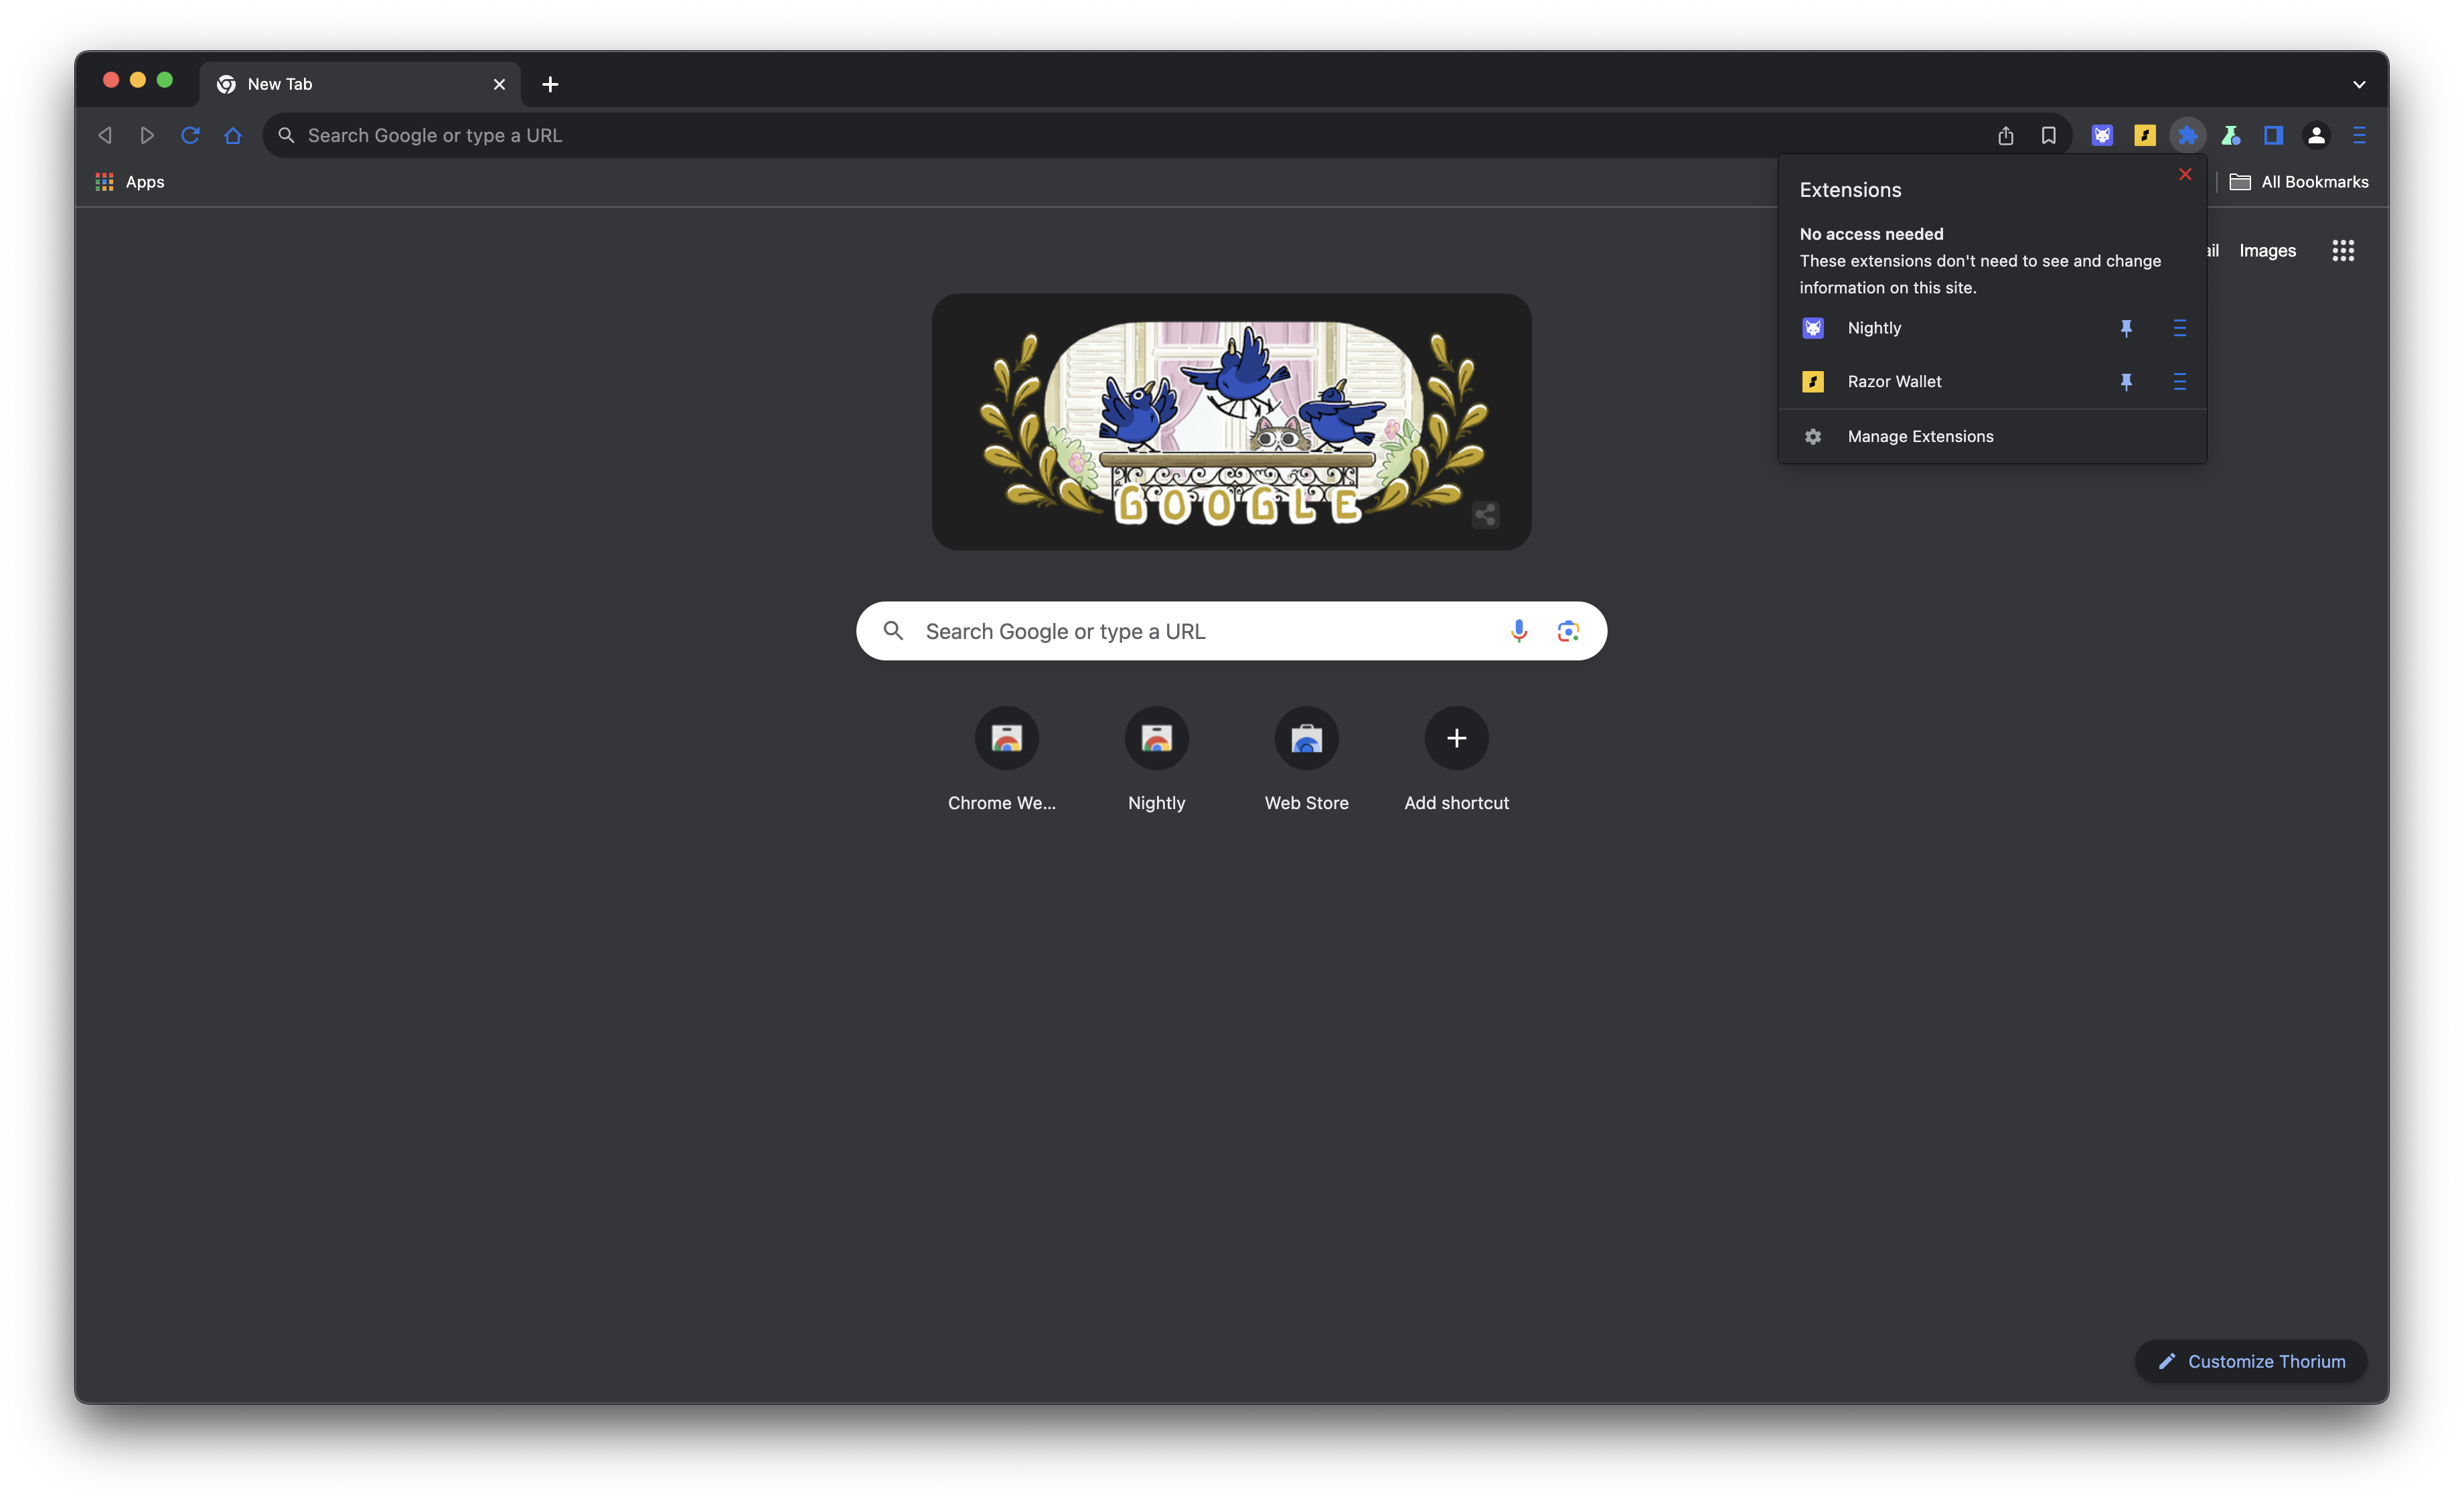 New Tab
Search Google or type a URL
Apps
All Bookmarks
Extensions
No access needed
These extensions don't need to see and change
information on this site.
Nightly
Razor Wallet
Manage Extensions
ail
Images
GOOGLE
Search Google or type a URL
Chrome We...
Nightly
Web Store
Add shortcut
Customize Thorium